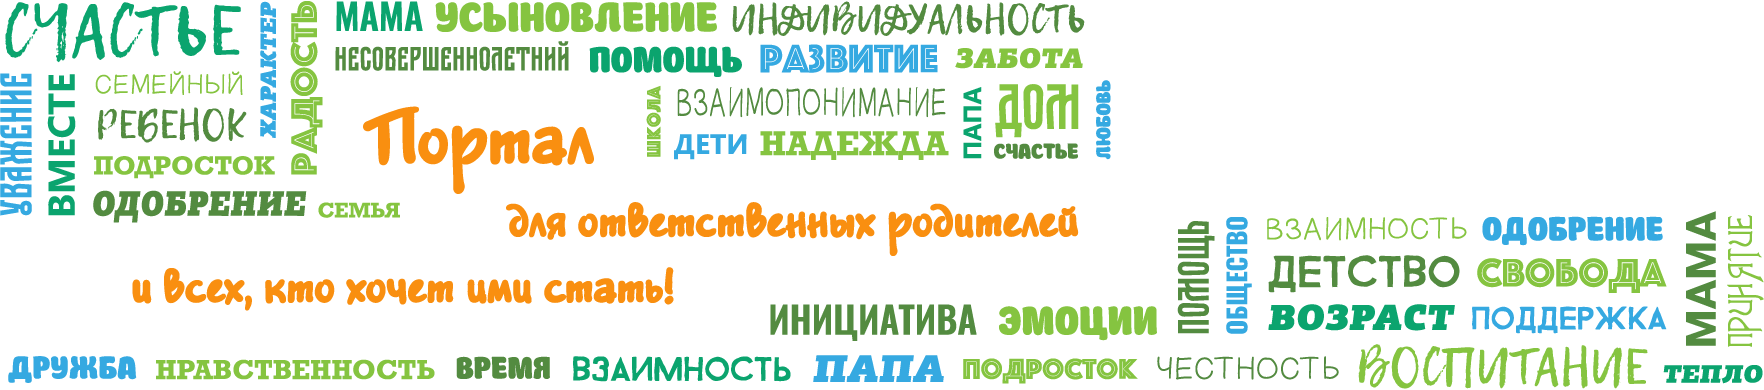 СЧАСТЬЕ
ХАРАКТЕР
РАДОСТЬ
МАМА УСЫНОВЛЕНИЕ ИНДИВИДУАЛЬНОСТЬ
НЕСОВЕРШЕННОЛЕТНИЙ ПОМОЩЬ РАЗВИТИЕ ЗАБОТА
УВАЖЕНИЕ
ВМЕСТЕ
СЕМЕЙНЫЙ
РЕБЕНОК
ПОДРОСТОК
ОДОБРЕНИЕ СЕМЬЯ
ШКОЛА
ВЗАИМОПОНИМАНИЕ
ДЕТИ НАДЕЖДА
ПАПА
ДОМ
СЧАСТЬЕ
ЛЮБОВЬ
Портал
для ответственных родителей
и всех, кто хочет ими стать!
ПОМОЩЬ
ОБЩЕСТВО
ВЗАИМНОСТЬ ОДОБРЕНИЕ
ДЕТСТВО СВОБОДА
ВОЗРАСТ ПОДДЕРЖКА
МАМА
ПРИЯТИЕ
ИНИЦИАТИВА ЭМОЦИИ
ДРУЖБА НРАВСТВЕННОСТЬ ВРЕМЯ ВЗАИМНОСТЬ ПАПА ПОДРОСТОК ЧЕСТНОСТЬ ВОСПИТАНИЕ ТЕПЛО